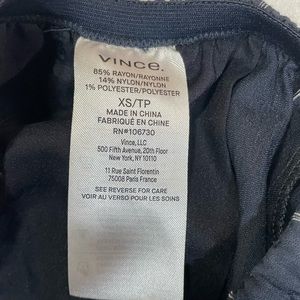 VINCE.
85% RAYON/RAYONNE
14% NYLON/NYLON
1% POLYESTER/POLYESTER
XS/TP
MADE IN CHINA
FABRIQUÉ EN CHINE
RN#106730
Vince, LLC
500 Fifth Avenue, 20th Floor
New York, NY 10110
11 Rue Saint Florentin
75008 Paris France
SEE REVERSE FOR CARE
VOIR AU VERSO POUR LES SOINS